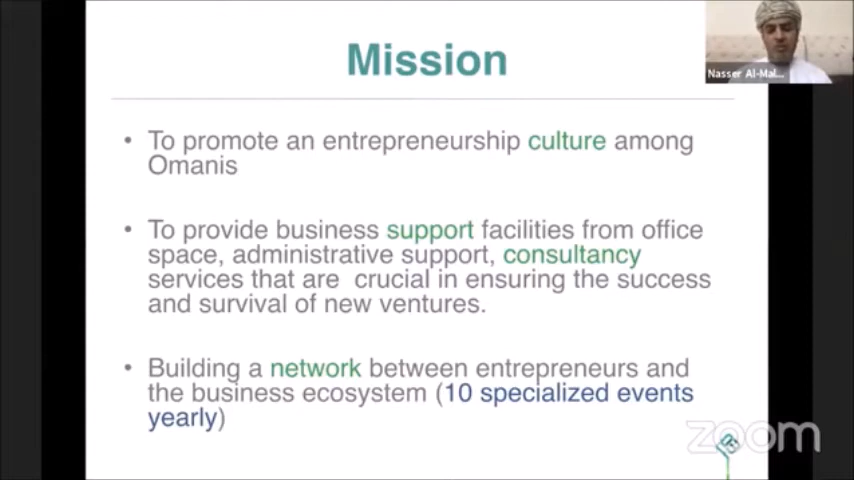 Mission
Nasser Al-Mal...
• To promote an entrepreneurship culture among
Omanis
• To provide business support facilities from office
space, administrative support, consultancy
services that are crucial in ensuring the success
and survival of new ventures.
• Building a network between entrepreneurs and
the business ecosystem (10 specialized events
yearly)
zoom